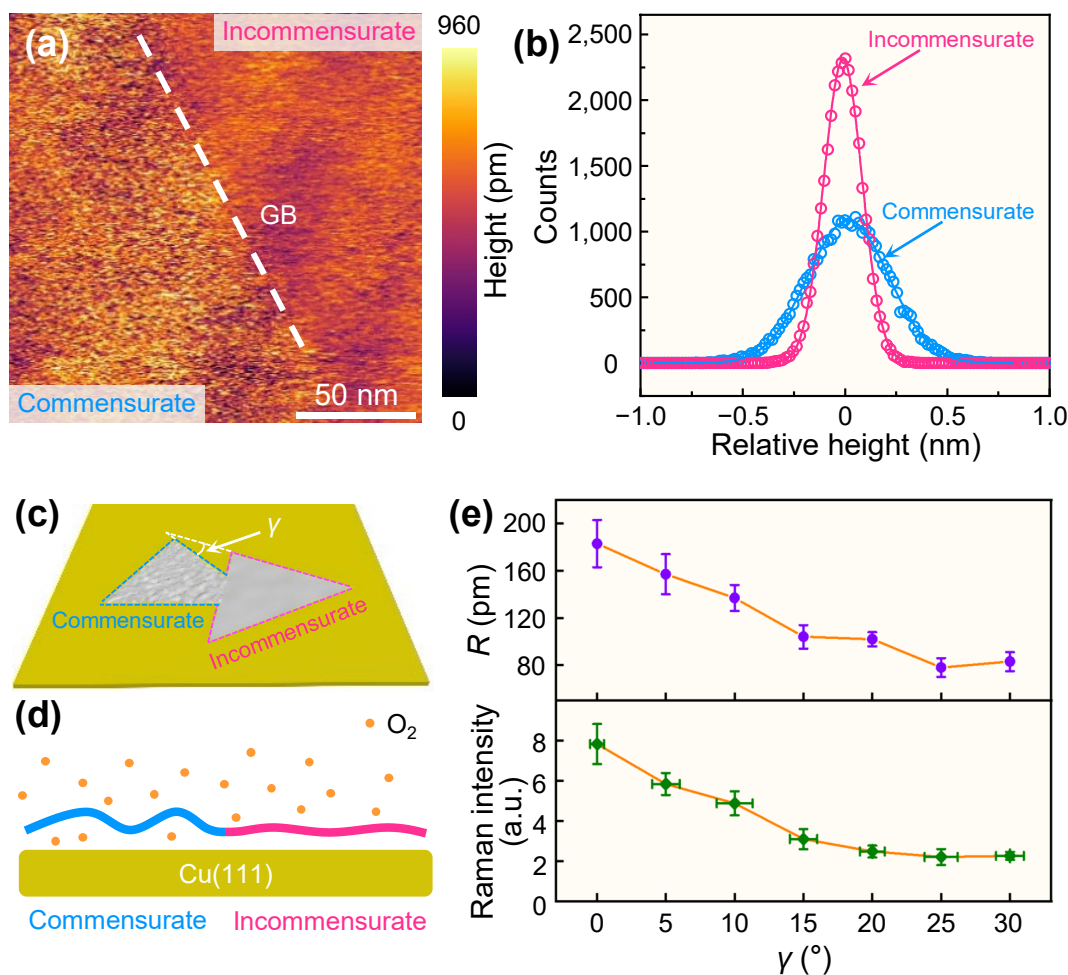 (a)
Incommensurate
GB
Commensurate
50 nm
960
Height (pm)
0
(b)
2,500
2,000
1,500
1,000
500
0
Counts
Incommensurate
Commensurate
−1.0
−0.5
0
0.5
1.0
Relative height (nm)
(c)
γ
Commensurate
Incommensurate
(d)
O2
Cu(111)
Commensurate
Incommensurate
(e)
200
160
120
80
R (pm)
8
6
4
2
0
Raman intensity
(a.u.)
0
5
10
15
20
25
30
γ (°)